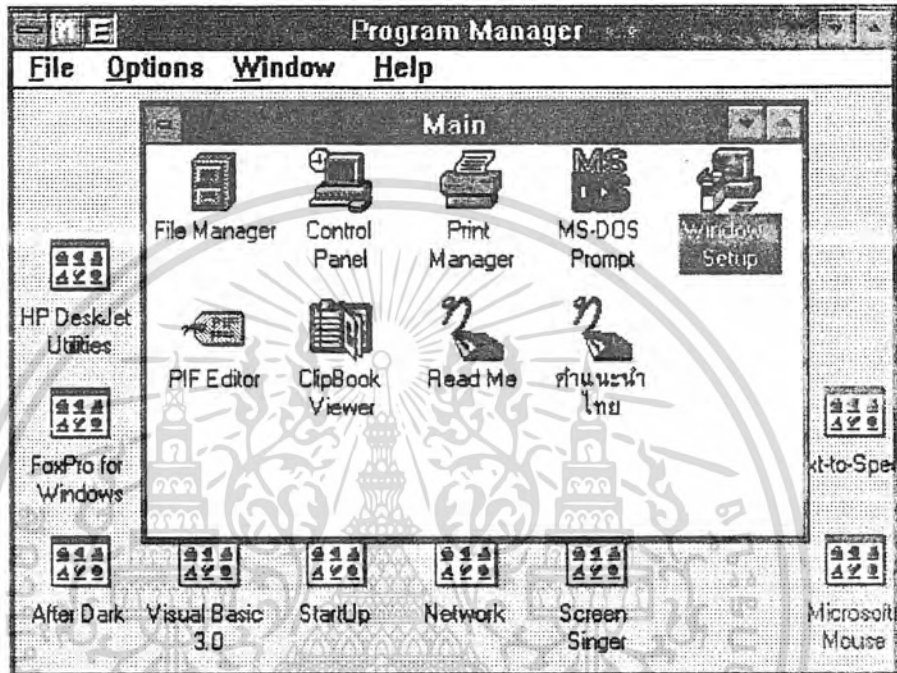 Program Manager
File Options Window Help
Main
File Manager
Control
Panel
Print
Manager
MS-DOS
Prompt
Windows
Setup
PIF Editor
ClipBook
Viewer
Read Me
คำแนะนำ
ไทย
HP DeskJet
Utilities
FoxPro for
Windows
xt-to-Spee
After Dark
Visual Basic
3.0
StartUp
Network
Screen
Singer
Microsoft
Mouse